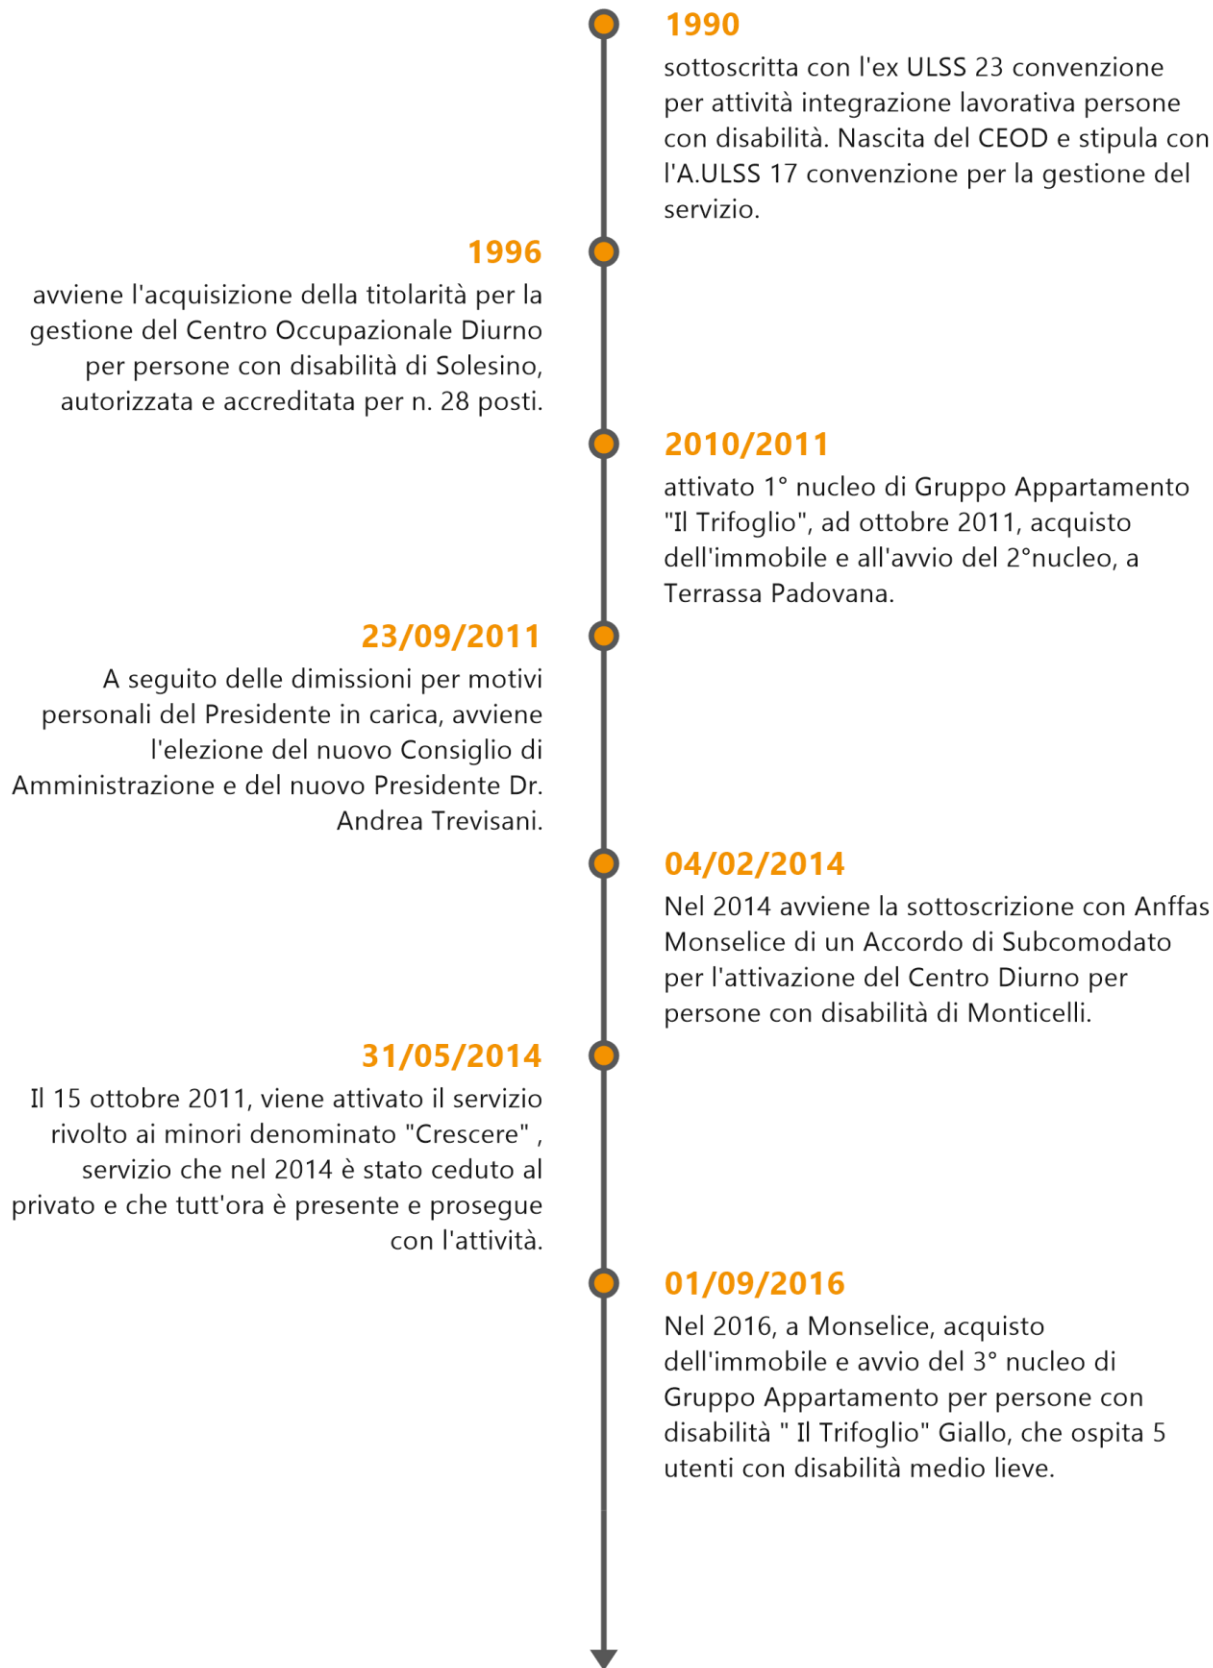 1990
sottoscritta con l'ex ULSS 23 convenzione
per attività integrazione lavorativa persone
con disabilità. Nascita del CEOD e stipula con
l'A.ULSS 17 convenzione per la gestione del
servizio.
1996
avviene l'acquisizione della titolarità per la
gestione del Centro Occupazionale Diurno
per persone con disabilità di Solesino,
autorizzata e accreditata per n. 28 posti.
2010/2011
attivato 1° nucleo di Gruppo Appartamento
"Il Trifoglio", ad ottobre 2011, acquisto
dell'immobile e all'avvio del 2°nucleo, a
Terrassa Padovana.
23/09/2011
A seguito delle dimissioni per motivi
personali del Presidente in carica, avviene
l'elezione del nuovo Consiglio di
Amministrazione e del nuovo Presidente Dr.
Andrea Trevisani.
04/02/2014
Nel 2014 avviene la sottoscrizione con Anffas
Monselice di un Accordo di Subcomodato
per l'attivazione del Centro Diurno per
persone con disabilità di Monticelli.
31/05/2014
Il 15 ottobre 2011, viene attivato il servizio
rivolto ai minori denominato "Crescere" ,
servizio che nel 2014 è stato ceduto al
privato e che tutt'ora è presente e prosegue
con l'attività.
01/09/2016
Nel 2016, a Monselice, acquisto
dell'immobile e avvio del 3° nucleo di
Gruppo Appartamento per persone con
disabilità " Il Trifoglio" Giallo, che ospita 5
utenti con disabilità medio lieve.